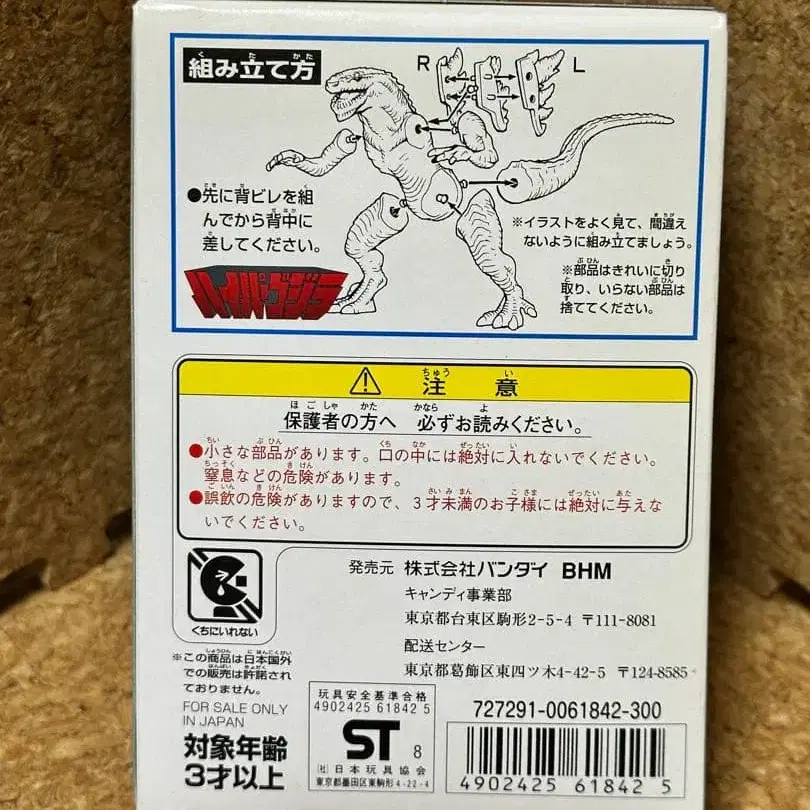 組み立て方
R
L
●先に背ビレを組
んでから背中に
差してください。
※イラストをよく見て、間違え
ないように組み立てましょう。
※部品はきれいに切り
取り、いらない部品は
捨ててください。
ハイパーゴジラ
注意
保護者の方へ 必ずお読みください。
●小さな部品があります。口の中には絶対に入れないでください。
窒息などの危険があります。
●誤飲の危険がありますので、3才未満のお子様には絶対に与えな
いでください。
くちにいれない
発売元 株式会社バンダイ BHM
キャンディ事業部
東京都台東区駒形2-5-4 〒111-8081
配送センター
東京都葛飾区東四ツ木4-42-5 〒124-8585
※この商品は日本国外
での販売は許諾され
ておりません。
FOR SALE ONLY
IN JAPAN
対象年齢
3才以上
玩具安全基準合格
4902425 61842 5
ST 8
(社)日本玩具協会
東京都墨田区東駒形4-22-4
727291-0061842-300
4902425 618425